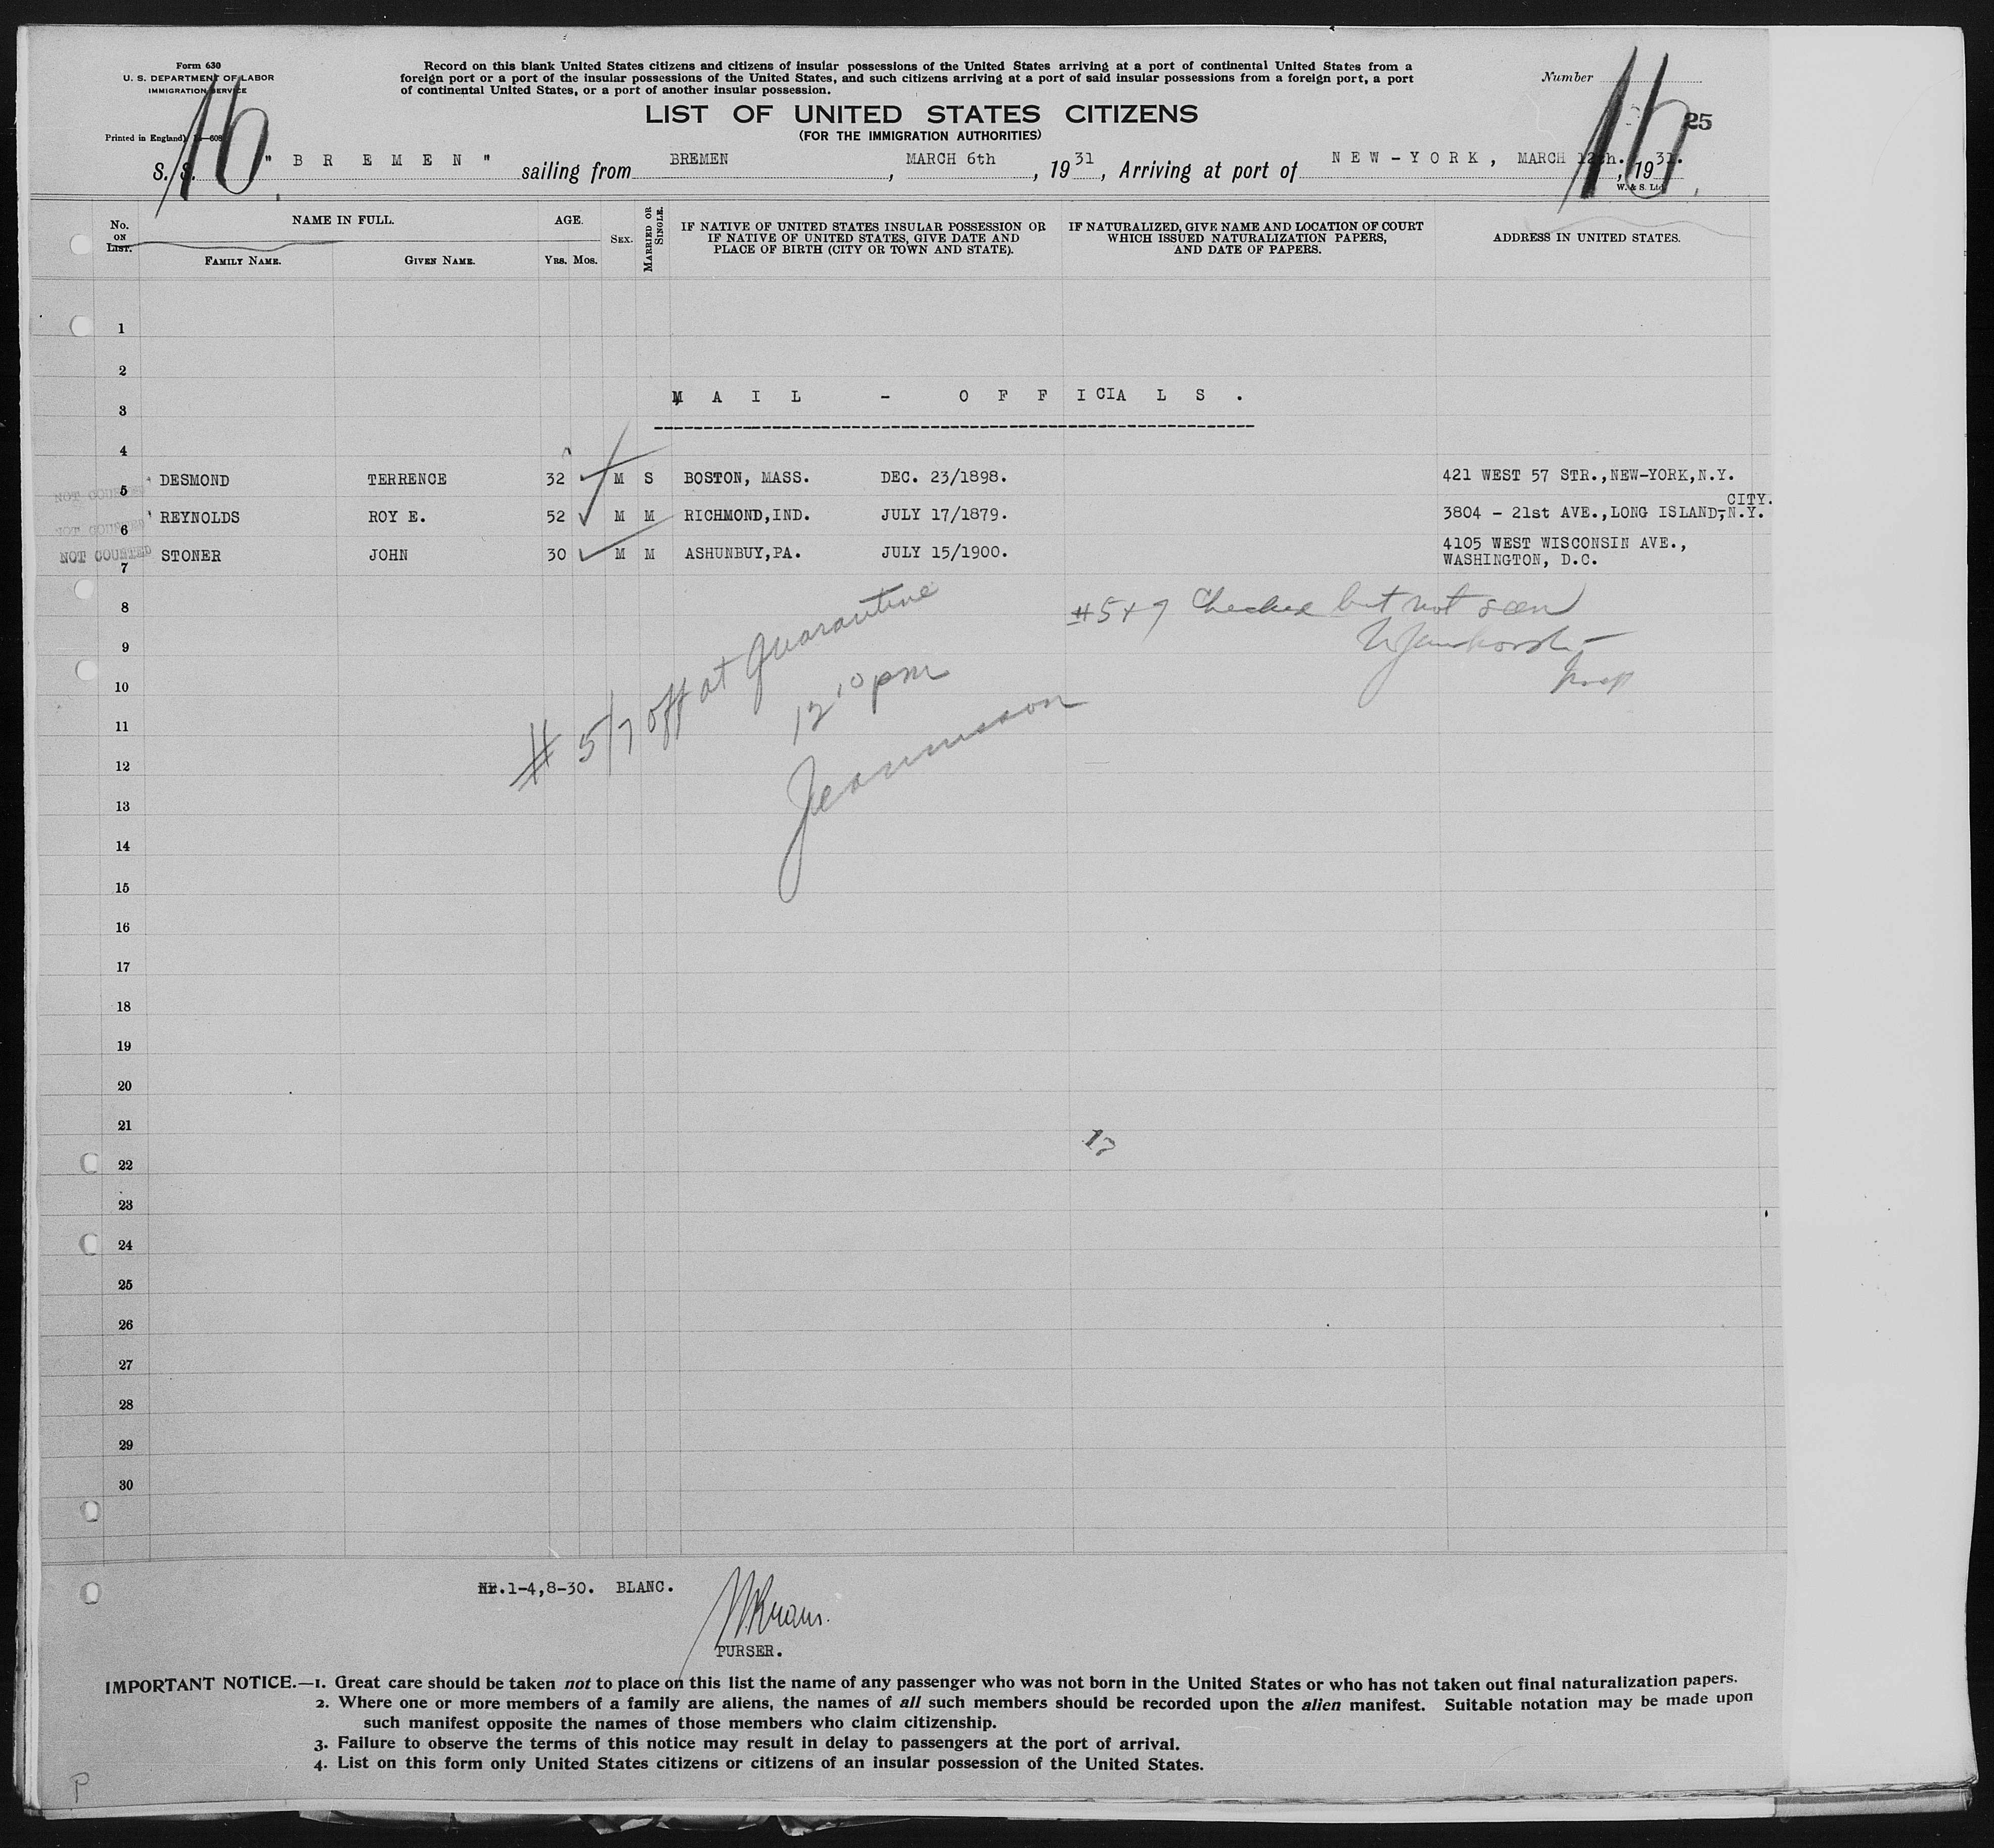 Form 630
U. S. DEPARTMENT OF LABOR
IMMIGRATION SERVICE
Printed in England)
Record on this blank United States citizens and citizens of insular possessions of the United States arriving at a port of continental United States from a
foreign port or a port of the insular possessions of the United States, and such citizens arriving at a port of said insular possessions from a foreign port, a port
of continental United States, or a port of another insular possession.
Number
16
16
25
LIST OF UNITED STATES CITIZENS
(FOR THE IMMIGRATION AUTHORITIES)
S. S. "BREMEN" sailing from BREMEN, MARCH 6th, 1931, Arriving at port of NEW-YORK, MARCH 12th., 1931.
W. & S. Ltd.
No. ON LIST.
NAME IN FULL.
FAMILY NAME. GIVEN NAME.
AGE.
YRS. MOS.
SEX.
MARRIED OR SINGLE.
IF NATIVE OF UNITED STATES INSULAR POSSESSION OR
IF NATIVE OF UNITED STATES, GIVE DATE AND
PLACE OF BIRTH (CITY OR TOWN AND STATE).
IF NATURALIZED, GIVE NAME AND LOCATION OF COURT
WHICH ISSUED NATURALIZATION PAPERS,
AND DATE OF PAPERS.
ADDRESS IN UNITED STATES.
1
2
MAIL - OFFICIALS.
3
4
NOT COUNTED 5 DESMOND TERRENCE 32 M S BOSTON, MASS. DEC. 23/1898. 421 WEST 57 STR.,NEW-YORK,N.Y.
CITY.
NOT COUNTED 6 REYNOLDS ROY E. 52 M M RICHMOND,IND. JULY 17/1879. 3804 - 21st AVE.,LONG ISLAND,N.Y.
NOT COUNTED 7 STONER JOHN 30 M M ASHUNBUY,PA. JULY 15/1900. 4105 WEST WISCONSIN AVE.,
WASHINGTON, D.C.
8
#5+7 Checked but not seen
9
10
# 5/7 off at Quarantine
12 10 pm
11
12
13
14
15
16
17
18
19
20
21
22
23
24
25
26
27
28
29
30
NR.1-4,8-30. BLANC.
PURSER.
IMPORTANT NOTICE.—1. Great care should be taken not to place on this list the name of any passenger who was not born in the United States or who has not taken out final naturalization papers.
2. Where one or more members of a family are aliens, the names of all such members should be recorded upon the alien manifest. Suitable notation may be made upon
such manifest opposite the names of those members who claim citizenship.
3. Failure to observe the terms of this notice may result in delay to passengers at the port of arrival.
4. List on this form only United States citizens or citizens of an insular possession of the United States.
P